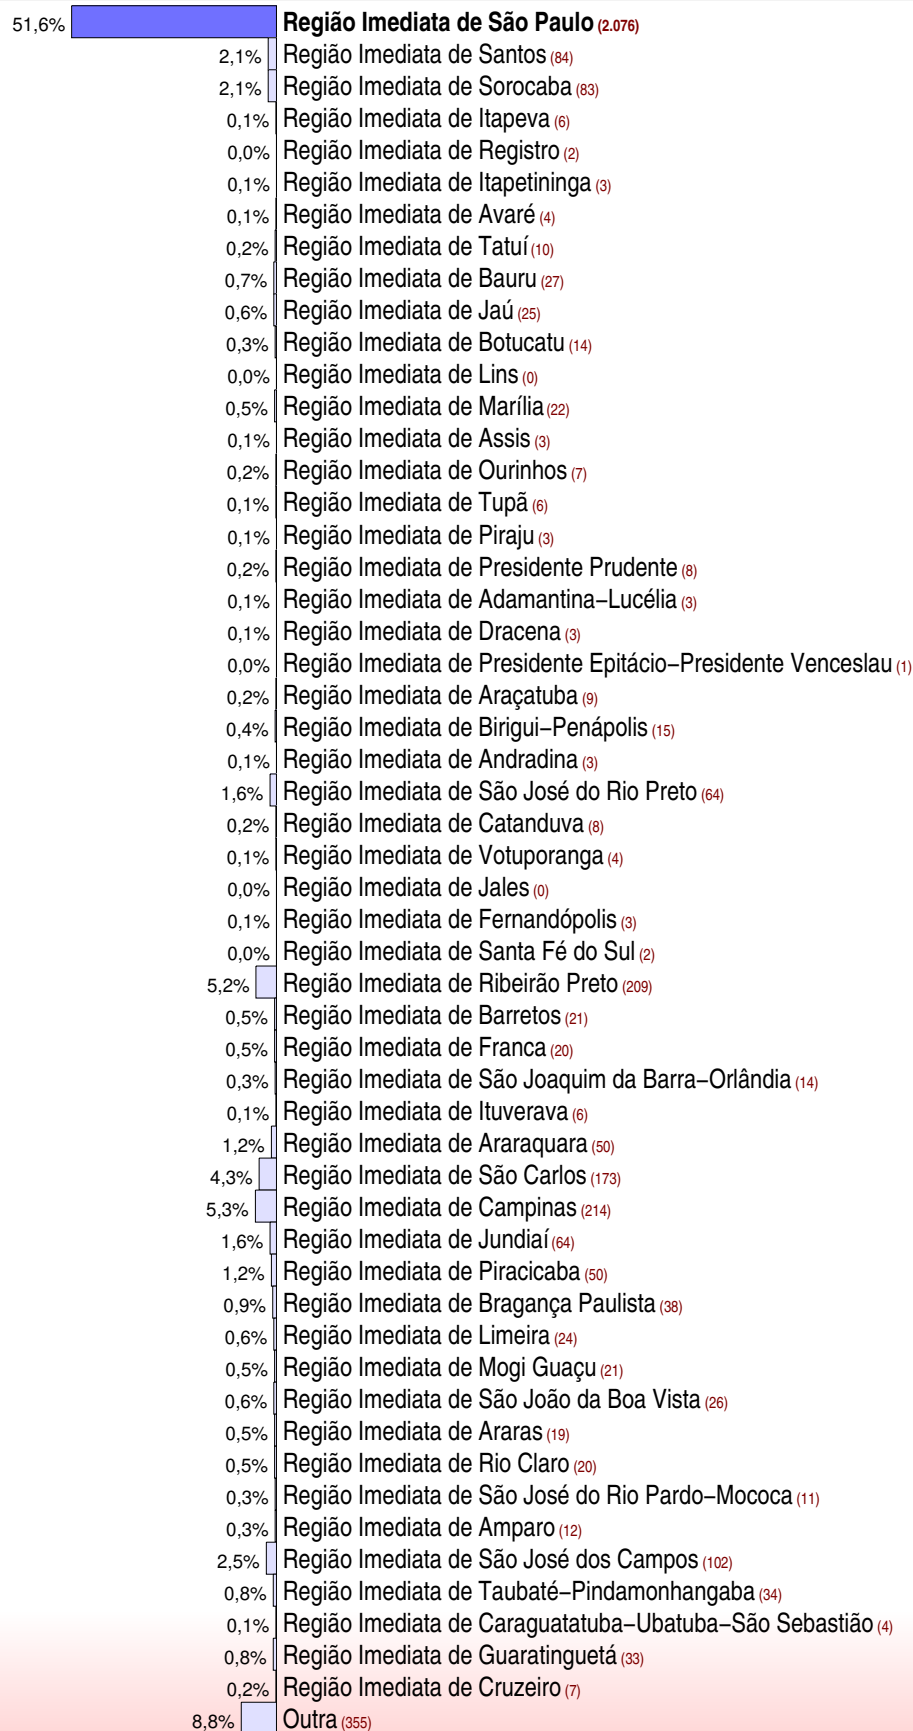 51,6% Região Imediata de São Paulo (2.076)
2,1% Região Imediata de Santos (84)
2,1% Região Imediata de Sorocaba (83)
0,1% Região Imediata de Itapeva (6)
0,0% Região Imediata de Registro (2)
0,1% Região Imediata de Itapetininga (3)
0,1% Região Imediata de Avaré (4)
0,2% Região Imediata de Tatuí (10)
0,7% Região Imediata de Bauru (27)
0,6% Região Imediata de Jaú (25)
0,3% Região Imediata de Botucatu (14)
0,0% Região Imediata de Lins (0)
0,5% Região Imediata de Marília (22)
0,1% Região Imediata de Assis (3)
0,2% Região Imediata de Ourinhos (7)
0,1% Região Imediata de Tupã (6)
0,1% Região Imediata de Piraju (3)
0,2% Região Imediata de Presidente Prudente (8)
0,1% Região Imediata de Adamantina−Lucélia (3)
0,1% Região Imediata de Dracena (3)
0,0% Região Imediata de Presidente Epitácio−Presidente Venceslau (1)
0,2% Região Imediata de Araçatuba (9)
0,4% Região Imediata de Birigui−Penápolis (15)
0,1% Região Imediata de Andradina (3)
1,6% Região Imediata de São José do Rio Preto (64)
0,2% Região Imediata de Catanduva (8)
0,1% Região Imediata de Votuporanga (4)
0,0% Região Imediata de Jales (0)
0,1% Região Imediata de Fernandópolis (3)
0,0% Região Imediata de Santa Fé do Sul (2)
5,2% Região Imediata de Ribeirão Preto (209)
0,5% Região Imediata de Barretos (21)
0,5% Região Imediata de Franca (20)
0,3% Região Imediata de São Joaquim da Barra−Orlândia (14)
0,1% Região Imediata de Ituverava (6)
1,2% Região Imediata de Araraquara (50)
4,3% Região Imediata de São Carlos (173)
5,3% Região Imediata de Campinas (214)
1,6% Região Imediata de Jundiaí (64)
1,2% Região Imediata de Piracicaba (50)
0,9% Região Imediata de Bragança Paulista (38)
0,6% Região Imediata de Limeira (24)
0,5% Região Imediata de Mogi Guaçu (21)
0,6% Região Imediata de São João da Boa Vista (26)
0,5% Região Imediata de Araras (19)
0,5% Região Imediata de Rio Claro (20)
0,3% Região Imediata de São José do Rio Pardo−Mococa (11)
0,3% Região Imediata de Amparo (12)
2,5% Região Imediata de São José dos Campos (102)
0,8% Região Imediata de Taubaté−Pindamonhangaba (34)
0,1% Região Imediata de Caraguatatuba−Ubatuba−São Sebastião (4)
0,8% Região Imediata de Guaratinguetá (33)
0,2% Região Imediata de Cruzeiro (7)
8,8% Outra (355)